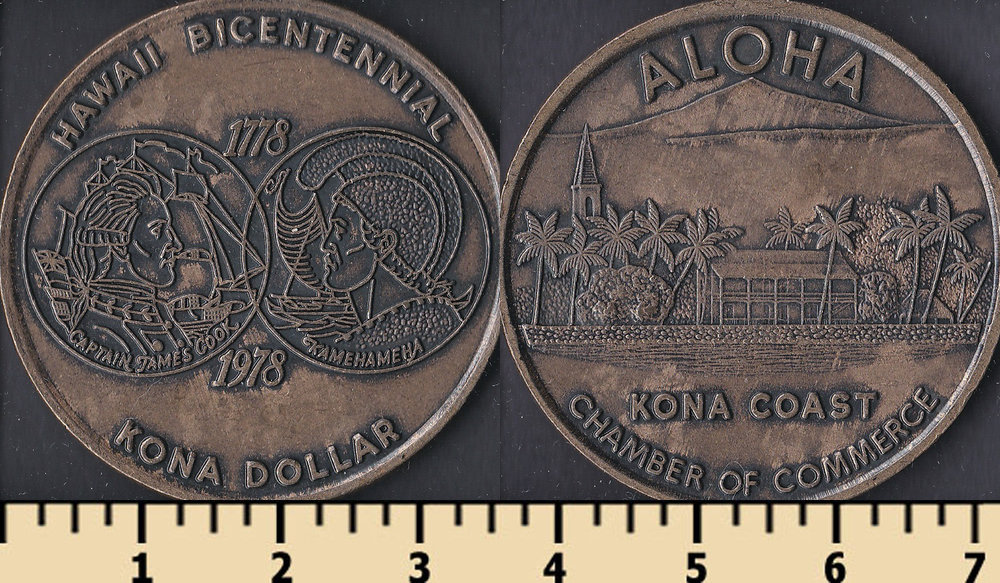 HAWAII BICENTENNIAL
1778
CAPTAIN JAMES COOK
KAMEHAMEHA
1978
KONA DOLLAR
ALOHA
KONA COAST
CHAMBER OF COMMERCE
1 2 3 4 5 6 7